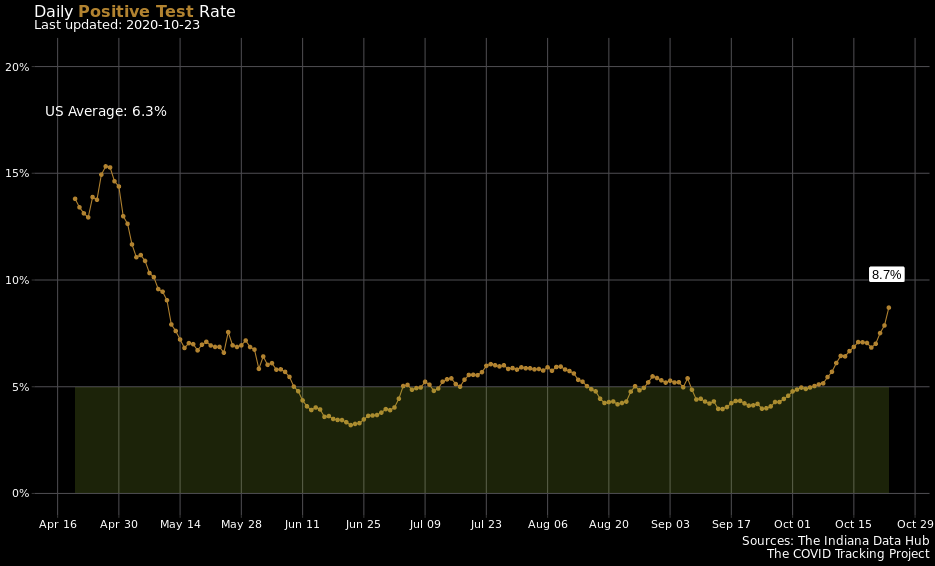 Daily Positive Test Rate
Last updated: 2020-10-23
20%
US Average: 6.3%
15%
10%
8.7%
5%
0%
Apr 16 Apr 30 May 14 May 28 Jun 11 Jun 25 Jul 09 Jul 23 Aug 06 Aug 20 Sep 03 Sep 17 Oct 01 Oct 15 Oct 29
Sources: The Indiana Data Hub
The COVID Tracking Project